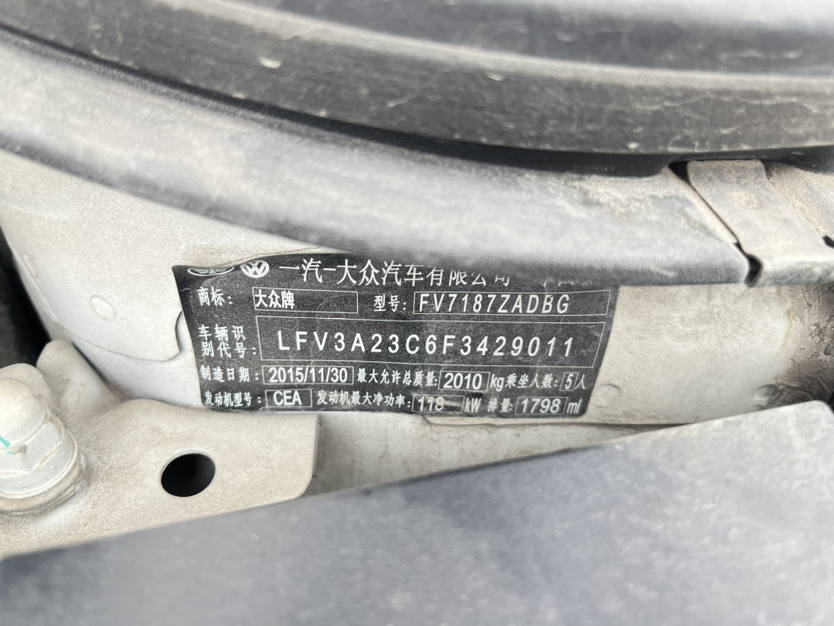 一汽-大众汽车有限公司
商标: 大众牌 型号: FV7187ZADBG
车辆识别代号: LFV3A23C6F3429011
制造日期: 2015/11/30 最大允许总质量: 2010 kg 乘坐人数: 5人
发动机型号: CEA 发动机最大净功率: 118 kW 排量: 1798 ml